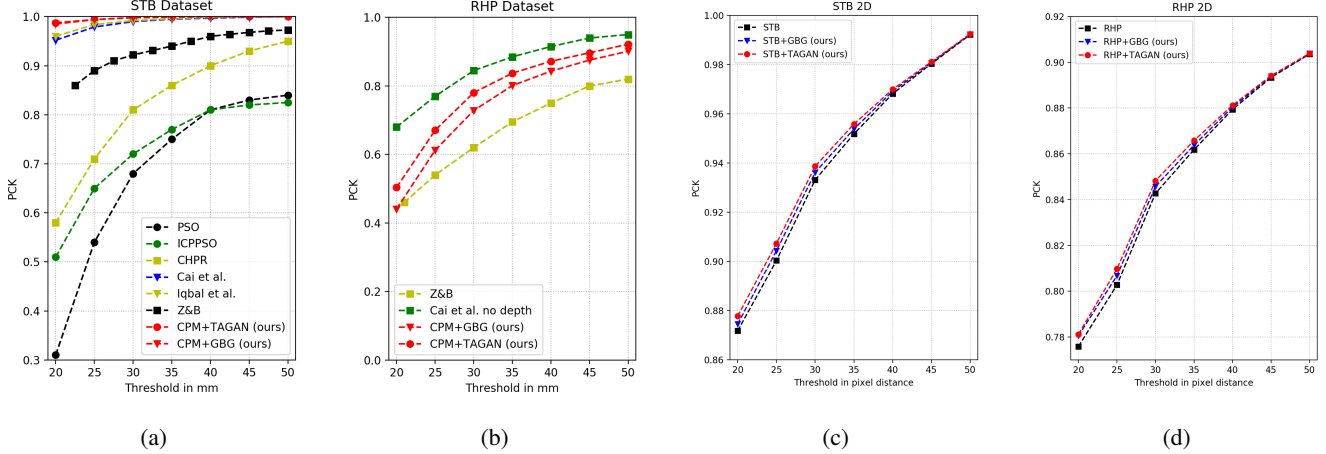 STB Dataset
1.0
0.9
0.8
0.7
0.6
0.5
0.4
0.3
PCK
20 25 30 35 40 45 50
Threshold in mm
PSO
ICPPSO
CHPR
Cai et al.
Iqbal et al.
Z&B
CPM+TAGAN (ours)
CPM+GBG (ours)
(a)
RHP Dataset
1.0
0.8
0.6
0.4
0.2
0.0
PCK
20 25 30 35 40 45 50
Threshold in mm
Z&B
Cai et al. no depth
CPM+GBG (ours)
CPM+TAGAN (ours)
(b)
STB 2D
1.00
0.98
0.96
0.94
0.92
0.90
0.88
0.86
PCK
20 25 30 35 40 45 50
Threshold in pixel distance
STB
STB+GBG (ours)
STB+TAGAN (ours)
(c)
RHP 2D
0.92
0.90
0.88
0.86
0.84
0.82
0.80
0.78
PCK
20 25 30 35 40 45 50
Threshold in pixel distance
RHP
RHP+GBG (ours)
RHP+TAGAN (ours)
(d)